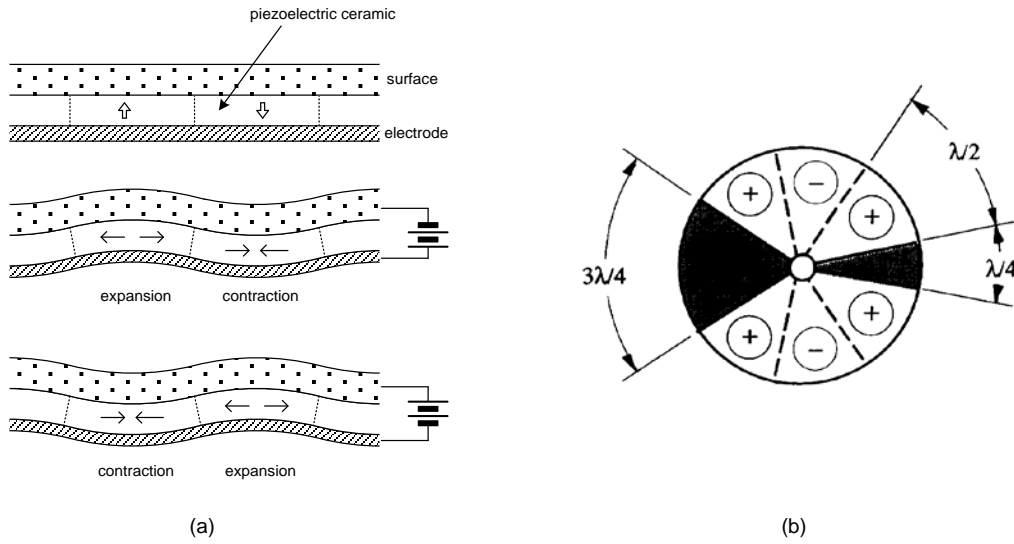 piezoelectric ceramic
surface
electrode
expansion
contraction
contraction
expansion
(a)
λ/2
+
−
+
3λ/4
λ/4
+
−
+
(b)